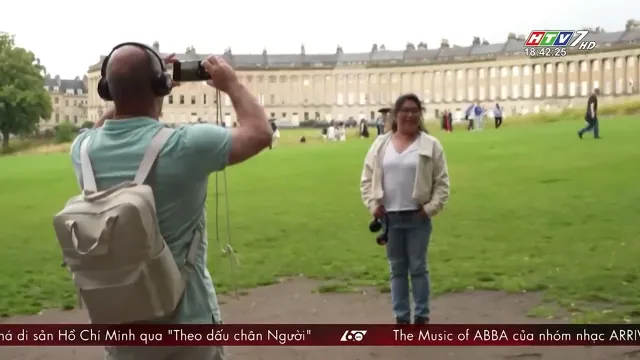 HTV7 HD
18:42:25
há di sản Hồ Chí Minh qua "Theo dấu chân Người" 60 The Music of ABBA của nhóm nhạc ARRIV